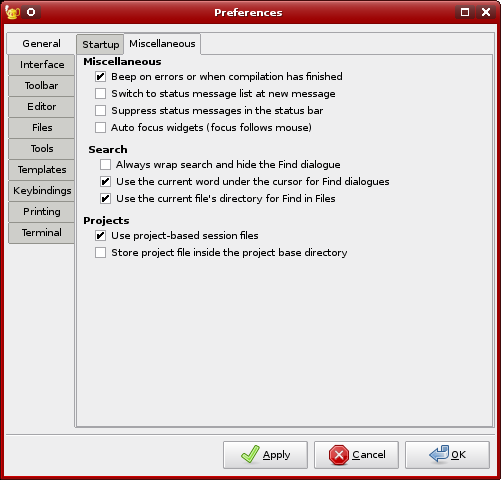 Preferences
General
Interface
Toolbar
Editor
Files
Tools
Templates
Keybindings
Printing
Terminal
Startup
Miscellaneous
Miscellaneous
Beep on errors or when compilation has finished
Switch to status message list at new message
Suppress status messages in the status bar
Auto focus widgets (focus follows mouse)
Search
Always wrap search and hide the Find dialogue
Use the current word under the cursor for Find dialogues
Use the current file's directory for Find in Files
Projects
Use project-based session files
Store project file inside the project base directory
Apply
Cancel
OK